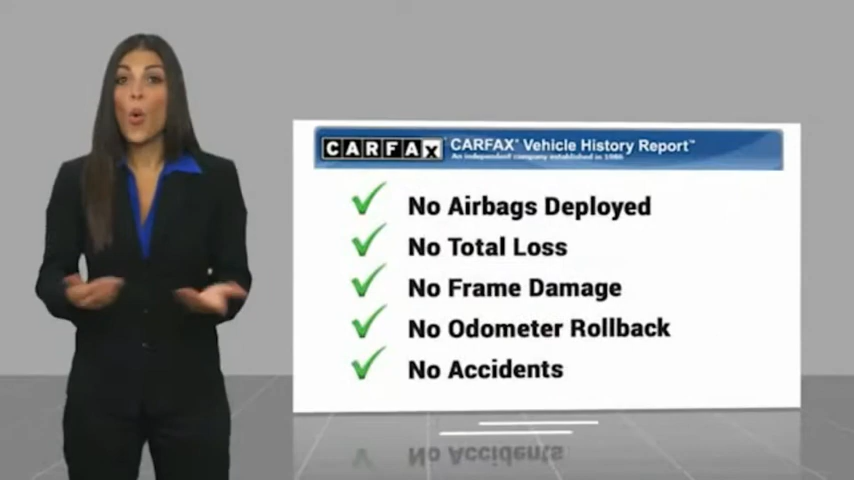 CARFAX CARFAX® Vehicle History Report™
An independent company established in 1986
No Airbags Deployed
No Total Loss
No Frame Damage
No Odometer Rollback
No Accidents
No Accidents